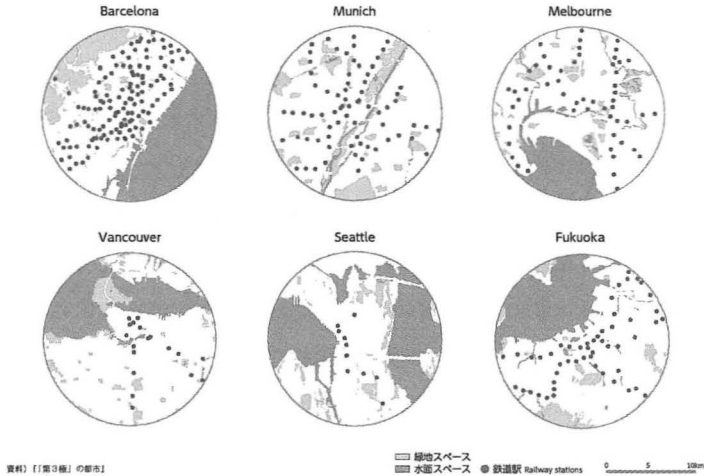 Barcelona
Munich
Melbourne
Vancouver
Seattle
Fukuoka
資料)『「第3極」の都市』
緑地スペース
水面スペース
鉄道駅 Railway stations
0 5 10km